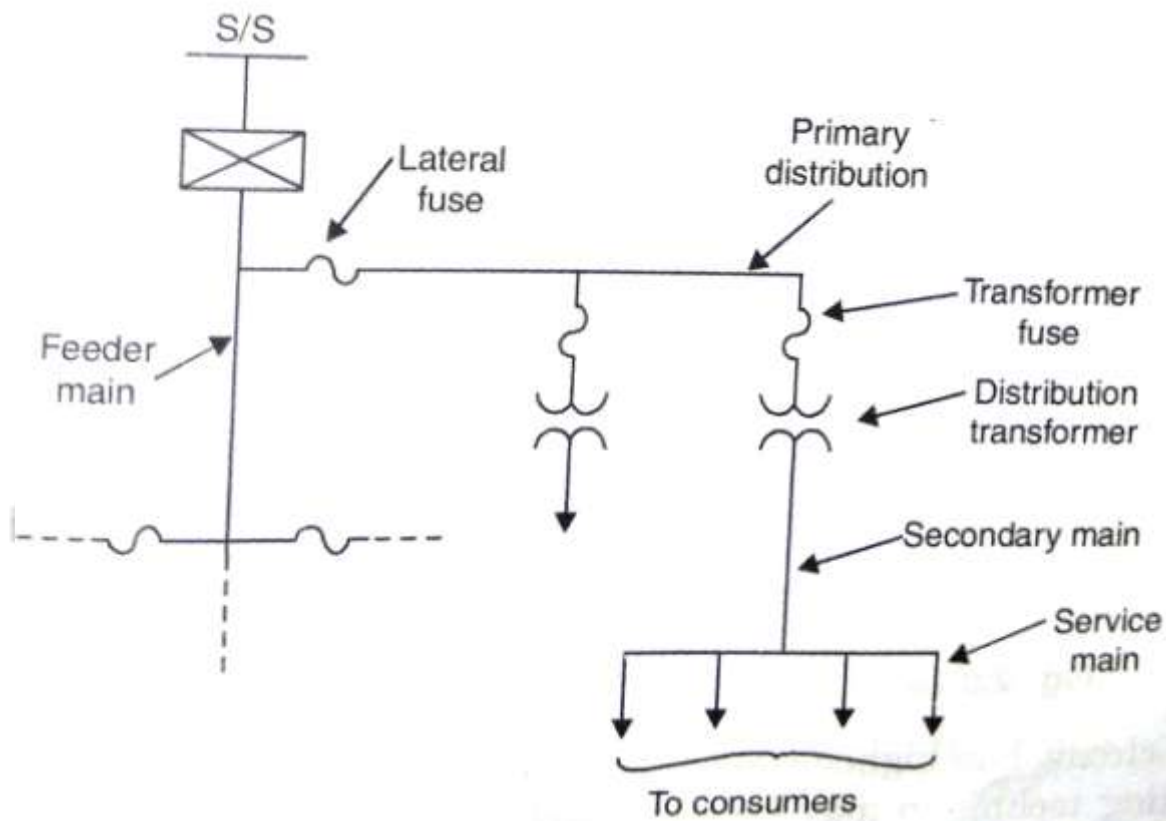 S/S
Lateral
fuse
Primary
distribution
Transformer
fuse
Feeder
main
Distribution
transformer
Secondary main
Service
main
To consumers